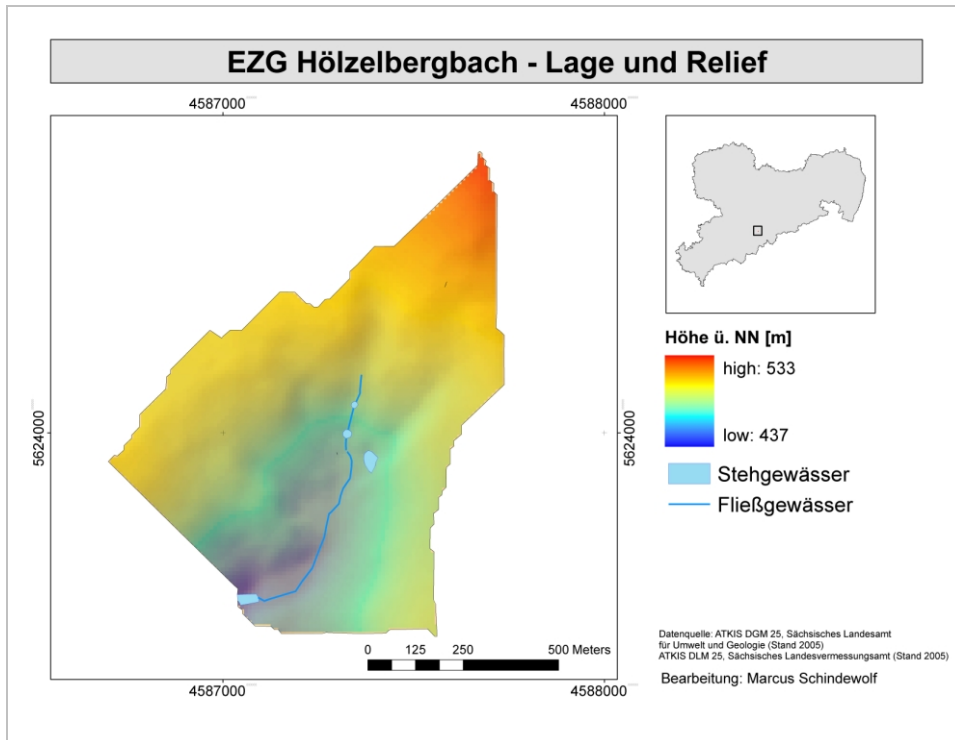 EZG Hölzelbergbach - Lage und Relief
4587000
4588000
5624000
5624000
Höhe ü. NN [m]
high: 533
low: 437
Stehgewässer
Fließgewässer
0 125 250 500 Meters
4587000
4588000
Datenquelle: ATKIS DGM 25, Sächsisches Landesamt
für Umwelt und Geologie (Stand 2005)
ATKIS DLM 25, Sächsisches Landesvermessungsamt (Stand 2005)
Bearbeitung: Marcus Schindewolf